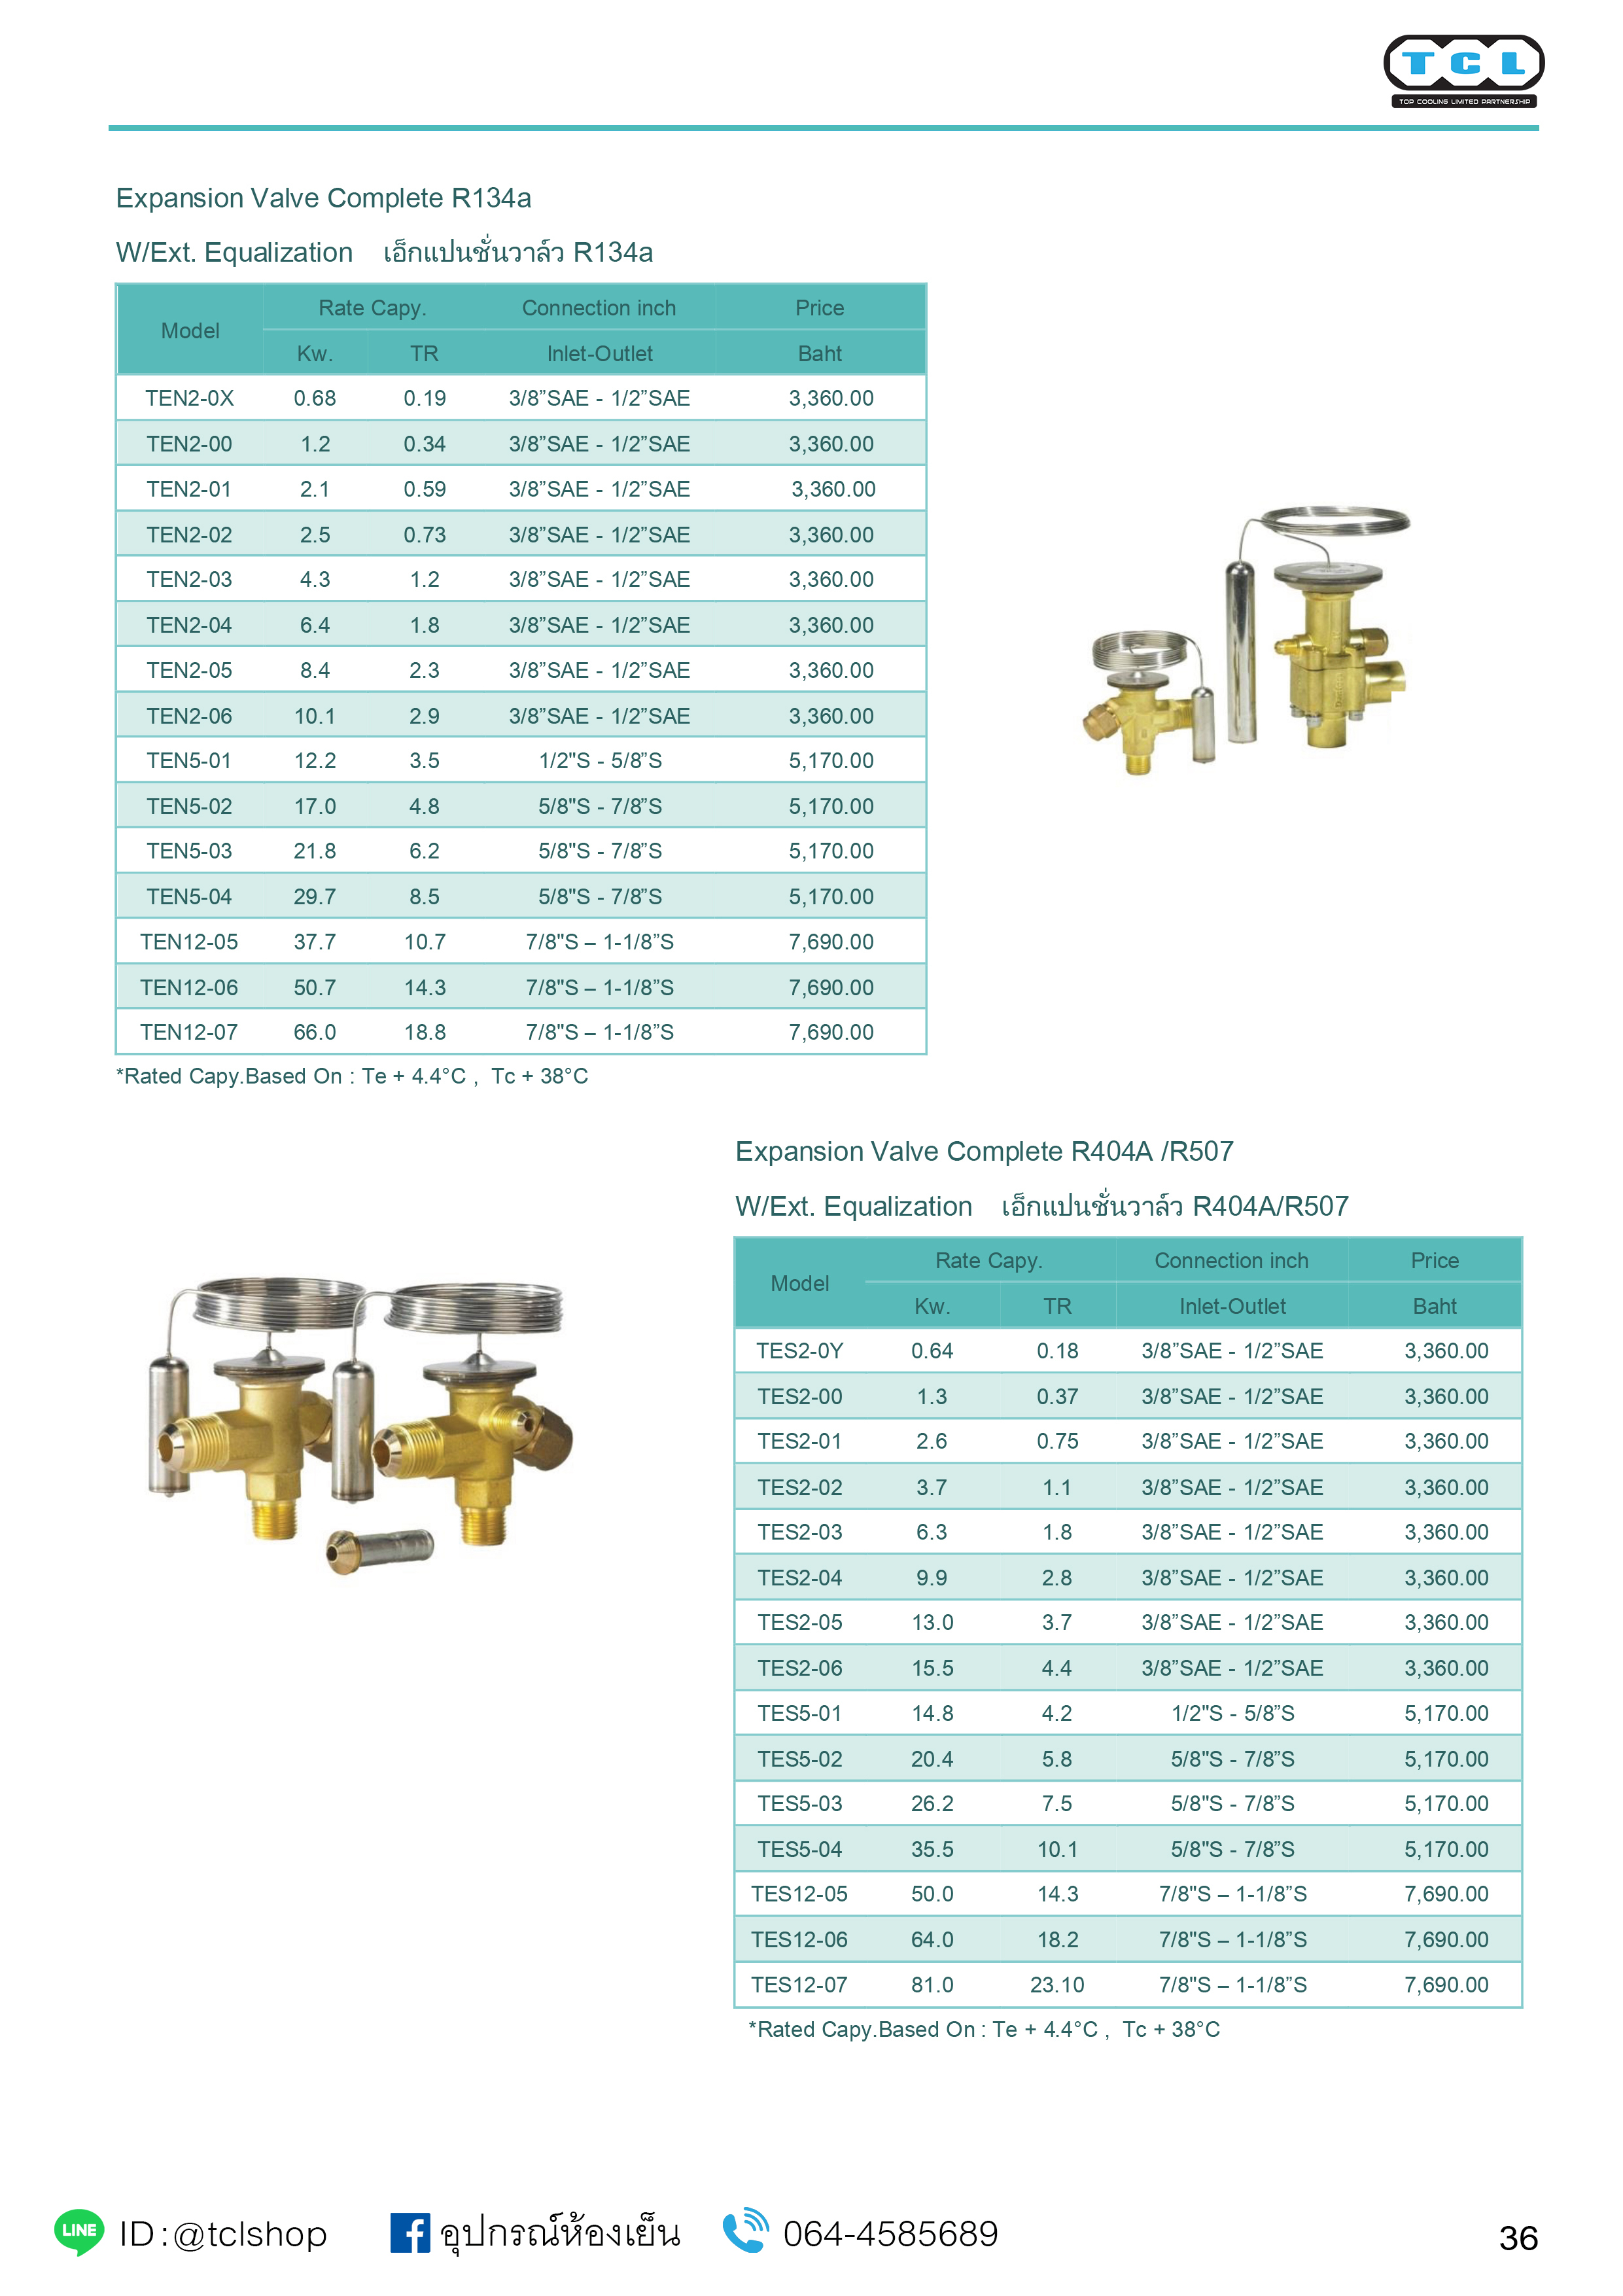 TCL
TOP COOLING LIMITED PARTNERSHIP
Expansion Valve Complete R134a
W/Ext. Equalization เอ็กแปนชั่นวาล์ว R134a
Model Rate Capy. Connection inch Price
Kw. TR Inlet-Outlet Baht
TEN2-0X 0.68 0.19 3/8”SAE - 1/2”SAE 3,360.00
TEN2-00 1.2 0.34 3/8”SAE - 1/2”SAE 3,360.00
TEN2-01 2.1 0.59 3/8”SAE - 1/2”SAE 3,360.00
TEN2-02 2.5 0.73 3/8”SAE - 1/2”SAE 3,360.00
TEN2-03 4.3 1.2 3/8”SAE - 1/2”SAE 3,360.00
TEN2-04 6.4 1.8 3/8”SAE - 1/2”SAE 3,360.00
TEN2-05 8.4 2.3 3/8”SAE - 1/2”SAE 3,360.00
TEN2-06 10.1 2.9 3/8”SAE - 1/2”SAE 3,360.00
TEN5-01 12.2 3.5 1/2"S - 5/8”S 5,170.00
TEN5-02 17.0 4.8 5/8"S - 7/8”S 5,170.00
TEN5-03 21.8 6.2 5/8"S - 7/8”S 5,170.00
TEN5-04 29.7 8.5 5/8"S - 7/8”S 5,170.00
TEN12-05 37.7 10.7 7/8"S – 1-1/8”S 7,690.00
TEN12-06 50.7 14.3 7/8"S – 1-1/8”S 7,690.00
TEN12-07 66.0 18.8 7/8"S – 1-1/8”S 7,690.00
*Rated Capy.Based On : Te + 4.4°C , Tc + 38°C
Expansion Valve Complete R404A /R507
W/Ext. Equalization เอ็กแปนชั่นวาล์ว R404A/R507
Model Rate Capy. Connection inch Price
Kw. TR Inlet-Outlet Baht
TES2-0Y 0.64 0.18 3/8”SAE - 1/2”SAE 3,360.00
TES2-00 1.3 0.37 3/8”SAE - 1/2”SAE 3,360.00
TES2-01 2.6 0.75 3/8”SAE - 1/2”SAE 3,360.00
TES2-02 3.7 1.1 3/8”SAE - 1/2”SAE 3,360.00
TES2-03 6.3 1.8 3/8”SAE - 1/2”SAE 3,360.00
TES2-04 9.9 2.8 3/8”SAE - 1/2”SAE 3,360.00
TES2-05 13.0 3.7 3/8”SAE - 1/2”SAE 3,360.00
TES2-06 15.5 4.4 3/8”SAE - 1/2”SAE 3,360.00
TES5-01 14.8 4.2 1/2"S - 5/8”S 5,170.00
TES5-02 20.4 5.8 5/8"S - 7/8”S 5,170.00
TES5-03 26.2 7.5 5/8"S - 7/8”S 5,170.00
TES5-04 35.5 10.1 5/8"S - 7/8”S 5,170.00
TES12-05 50.0 14.3 7/8"S – 1-1/8”S 7,690.00
TES12-06 64.0 18.2 7/8"S – 1-1/8”S 7,690.00
TES12-07 81.0 23.10 7/8"S – 1-1/8”S 7,690.00
*Rated Capy.Based On : Te + 4.4°C , Tc + 38°C
LINE ID:@tclshop อุปกรณ์ห้องเย็น 064-4585689 36